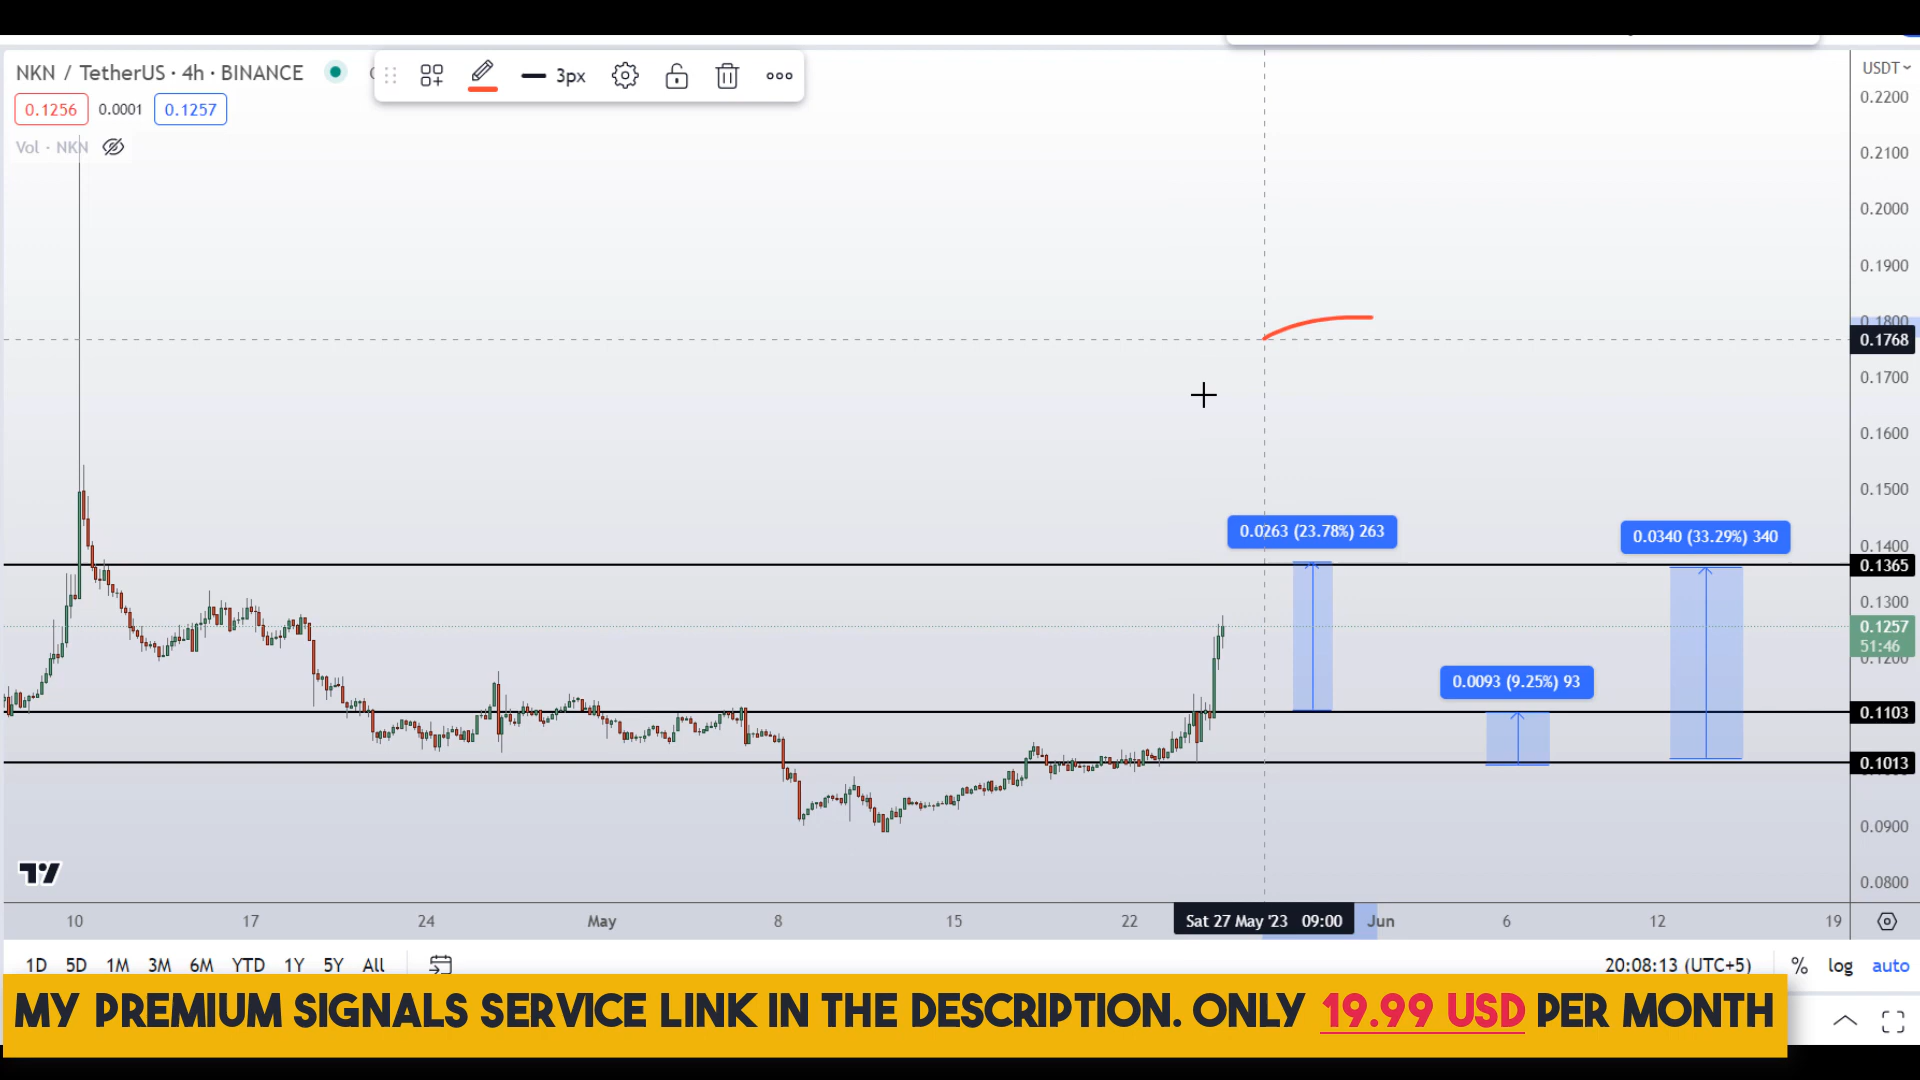 NKN / TetherUS · 4h · BINANCE
3px
USDT
0.1256 0.0001 0.1257
Vol · NKN
0.2200
0.2100
0.2000
0.1900
0.1800
0.1768
0.1700
0.1600
0.1500
0.0263 (23.78%) 263
0.0340 (33.29%) 340
0.1400
0.1365
0.1300
0.1257
51:46
0.1200
0.0093 (9.25%) 93
0.1103
0.1013
0.0900
0.0800
10 17 24 May 8 15 22 Sat 27 May '23 09:00 Jun 6 12 19
1D 5D 1M 3M 6M YTD 1Y 5Y All 20:08:13 (UTC+5) % log auto
MY PREMIUM SIGNALS SERVICE LINK IN THE DESCRIPTION. ONLY 19.99 USD PER MONTH